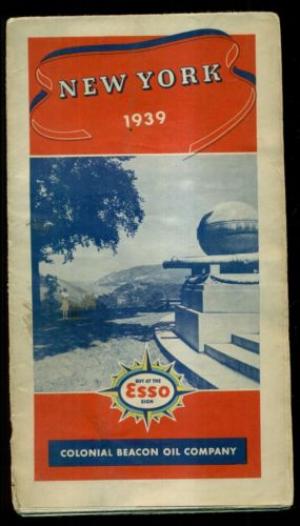 NEW YORK
1939
BUY AT THE
Esso
SIGN
COLONIAL BEACON OIL COMPANY